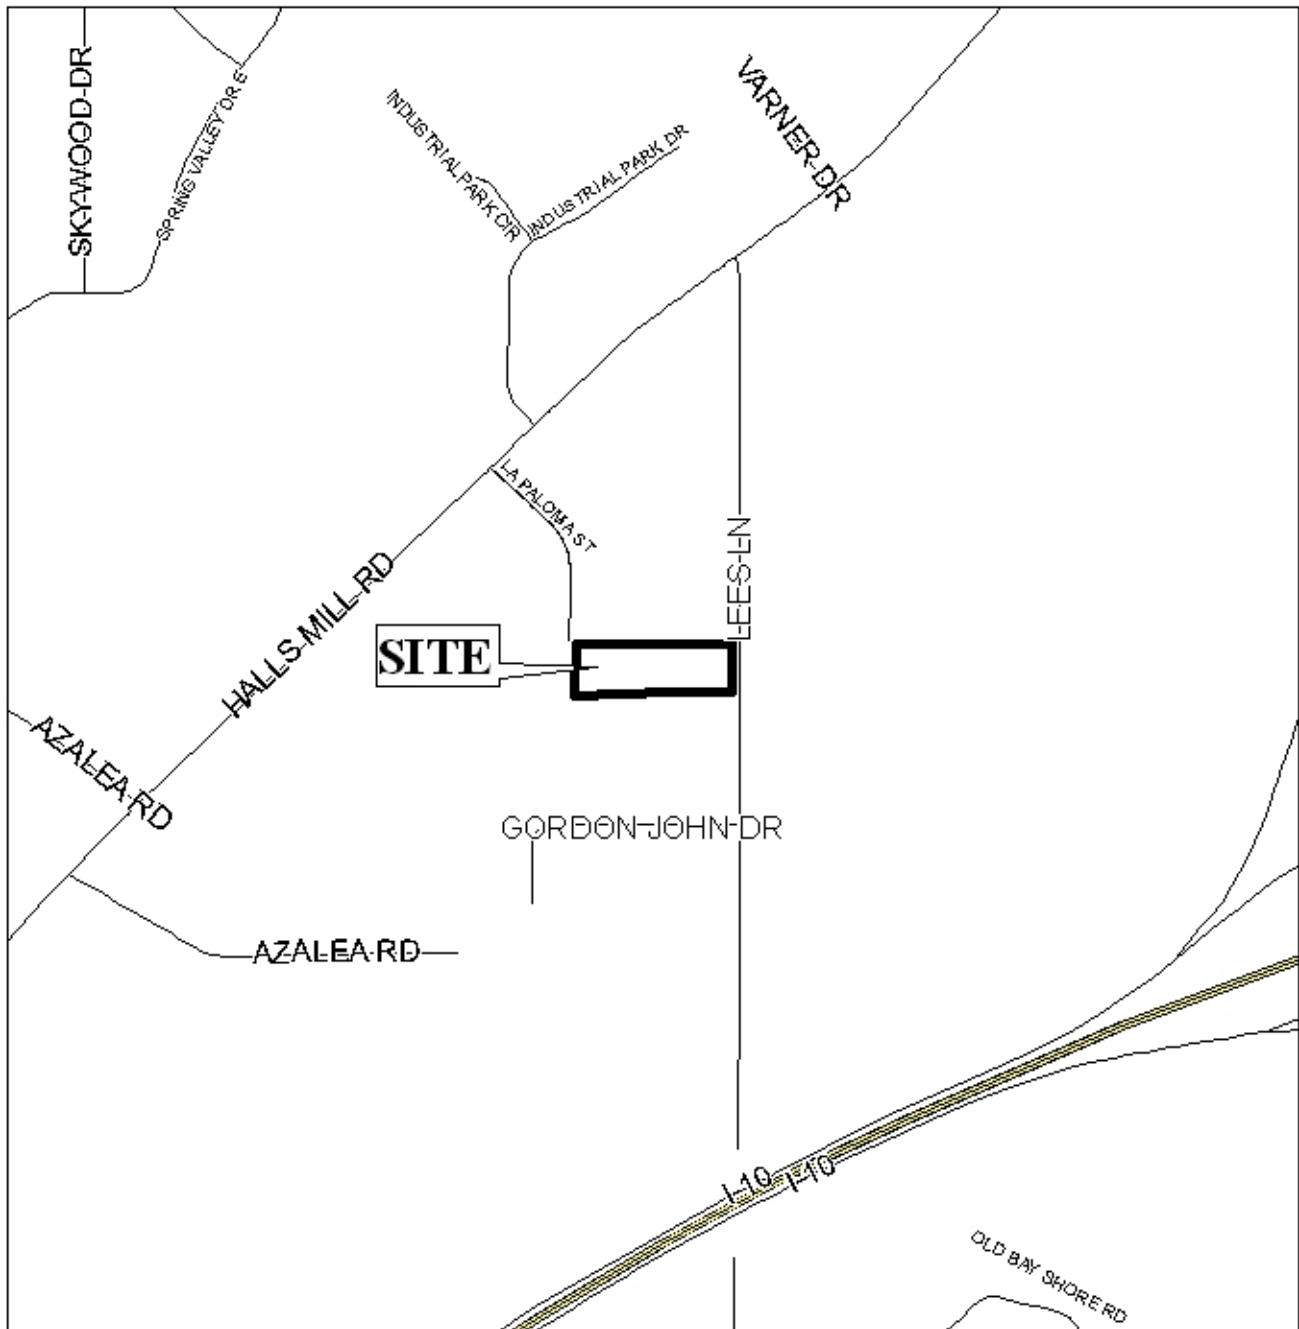 SKYWOOD DR
SPRING VALLEY DR E
INDUSTRIAL PARK CIR
INDUSTRIAL PARK DR
VARNER DR
LA PALOMA ST
LEES LN
HALLS MILL RD
SITE
AZALEA RD
GORDON JOHN DR
AZALEA RD
I-10
I-10
OLD BAY SHORE RD